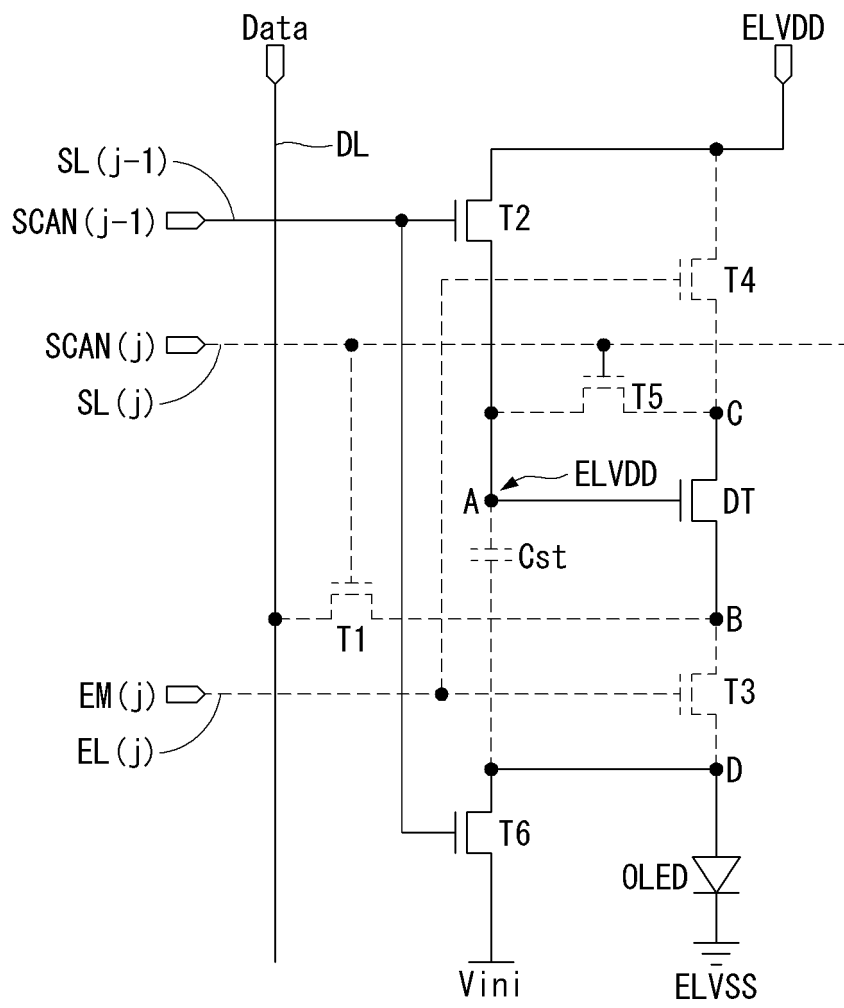 Data
ELVDD
DL
SL(j-1)
SCAN(j-1)
T2
T4
SCAN(j)
SL(j)
T5
C
ELVDD
A
DT
Cst
B
T1
EM(j)
T3
EL(j)
D
T6
OLED
Vini
ELVSS